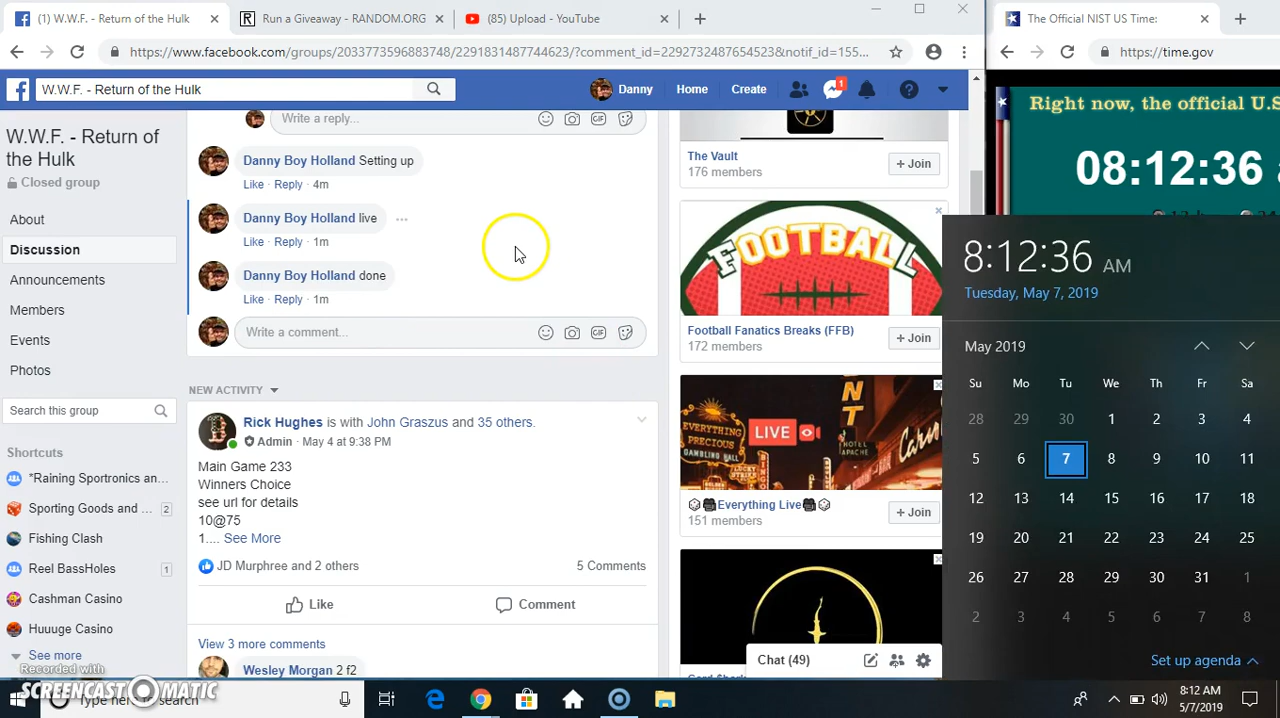 (1) W.W.F. - Return of the Hulk
Run a Giveaway - RANDOM.ORG
(85) Upload - YouTube
The Official NIST US Time:
https://www.facebook.com/groups/2033773596883748/2291831487744623/?comment_id=2292732487654523&notif_id=155...
https://time.gov
W.W.F. - Return of the Hulk
Danny
Home
Create
1
Right now, the official U.S
08:12:36
W.W.F. - Return of
the Hulk
Closed group
About
Discussion
Announcements
Members
Events
Photos
Search this group
Shortcuts
*Raining Sportronics an...
Sporting Goods and ... 2
Fishing Clash
Reel BassHoles 1
Cashman Casino
Huuuge Casino
See more
Write a reply...
Danny Boy Holland Setting up
Like · Reply · 4m
Danny Boy Holland live
Like · Reply · 1m
Danny Boy Holland done
Like · Reply · 1m
Write a comment...
NEW ACTIVITY
Rick Hughes is with John Graszus and 35 others.
Admin · May 4 at 9:38 PM
Main Game 233
Winners Choice
see url for details
10@75
1.... See More
JD Murphree and 2 others
5 Comments
Like
Comment
View 3 more comments
Wesley Morgan 2 f2
The Vault
176 members
+ Join
FOOTBALL
Football Fanatics Breaks (FFB)
172 members
+ Join
EVERYTHING
PRECIOUS
GAMBLING HALL
LIVE
HOTEL
APACHE
Everything Live
151 members
+ Join
Chat (49)
8:12:36 AM
Tuesday, May 7, 2019
May 2019
Su Mo Tu We Th Fr Sa
28 29 30 1 2 3 4
5 6 7 8 9 10 11
12 13 14 15 16 17 18
19 20 21 22 23 24 25
26 27 28 29 30 31 1
2 3 4 5 6 7 8
Set up agenda
Recorded with
SCREENCAST-O-MATIC
8:12 AM
5/7/2019